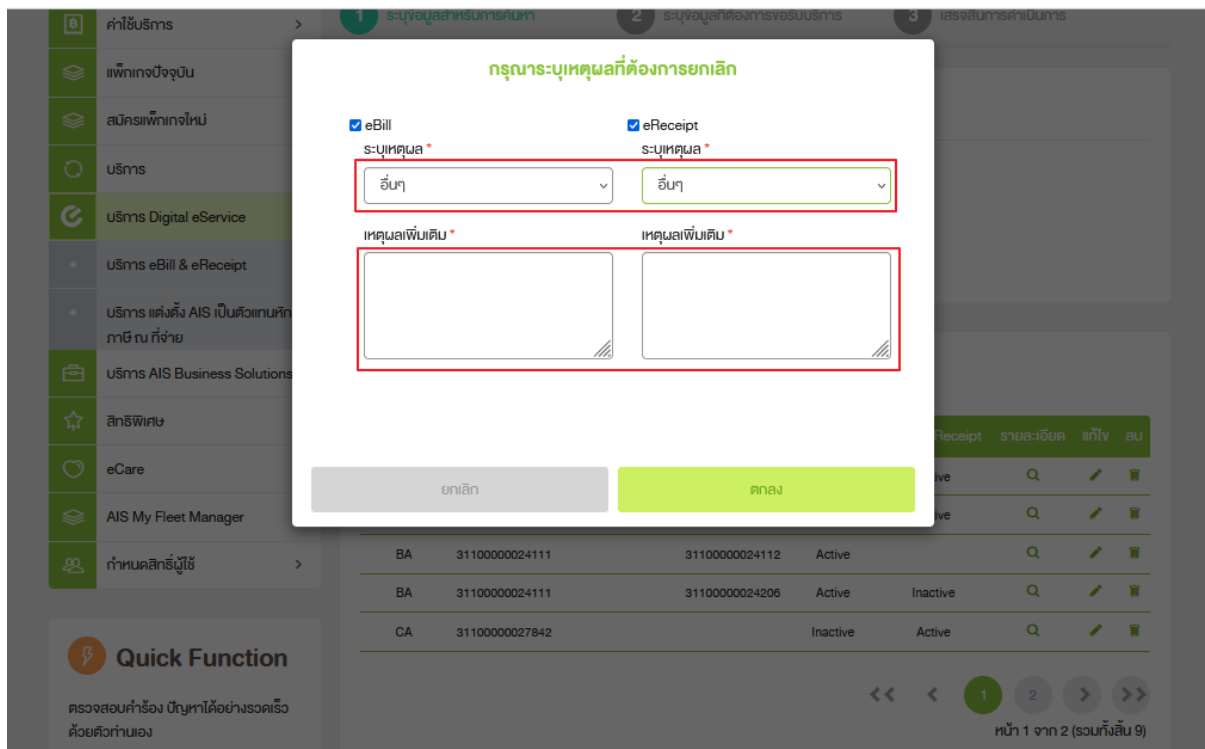 ค่าใช้บริการ
1 ระบุข้อมูลสำหรับการค้นหา
2 ระบุข้อมูลที่ต้องการขอรับบริการ
3 เสร็จสิ้นการดำเนินการ
แพ็กเกจปัจจุบัน
สมัครแพ็กเกจใหม่
บริการ
บริการ Digital eService
บริการ eBill & eReceipt
บริการ แต่งตั้ง AIS เป็นตัวแทนหัก
ภาษี ณ ที่จ่าย
บริการ AIS Business Solutions
สิทธิพิเศษ
eCare
AIS My Fleet Manager
กำหนดสิทธิ์ผู้ใช้
Quick Function
ตรวจสอบคำร้อง ปัญหาได้อย่างรวดเร็ว
ด้วยตัวท่านเอง
กรุณาระบุเหตุผลที่ต้องการยกเลิก
eBill eReceipt
ระบุเหตุผล * ระบุเหตุผล *
อื่นๆ อื่นๆ
เหตุผลเพิ่มเติม * เหตุผลเพิ่มเติม *
ยกเลิก ตกลง
Receipt รายละเอียด แก้ไข ลบ
ive
ive
BA 31100000024111 31100000024112 Active
BA 31100000024111 31100000024206 Active Inactive
CA 31100000027842 Inactive Active
<< < 1 2 > >>
หน้า 1 จาก 2 (รวมทั้งสิ้น 9)